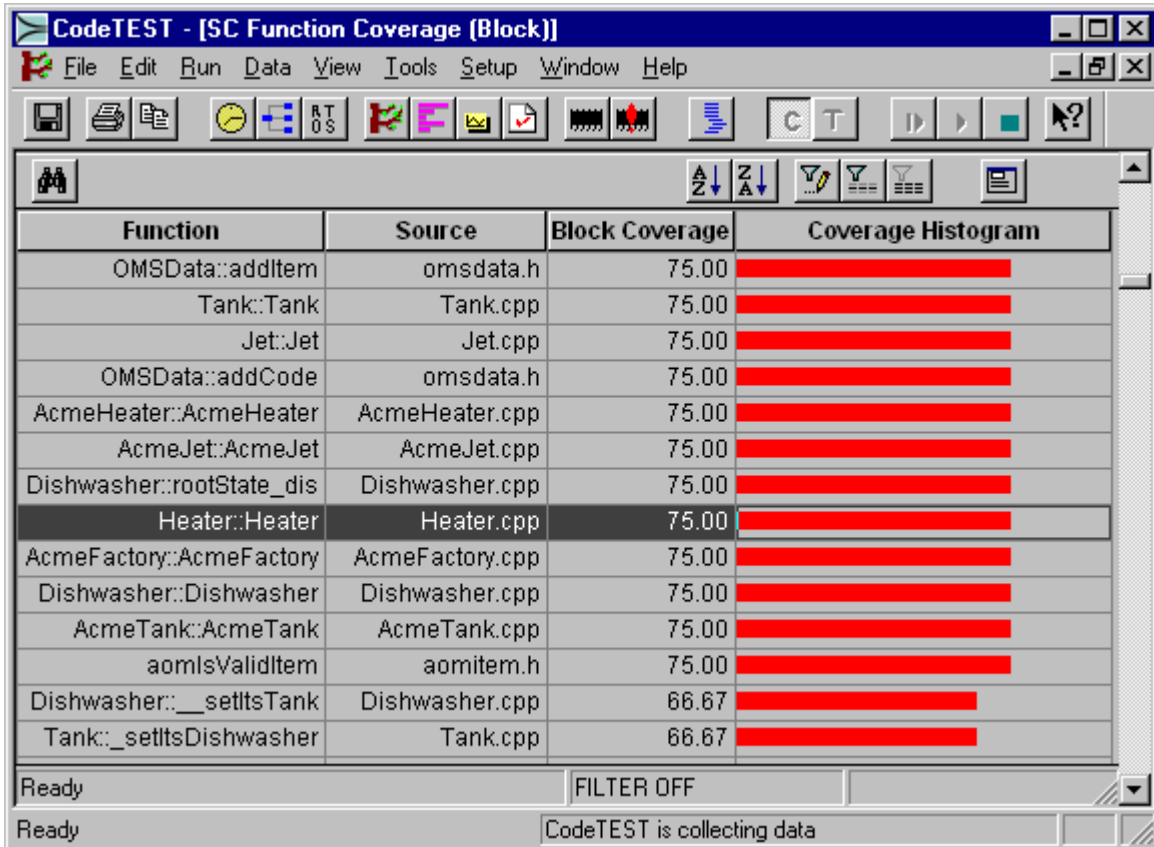 CodeTEST - [SC Function Coverage (Block)]
File Edit Run Data View Tools Setup Window Help
RT
OS
C T
A Z Z A
Function Source Block Coverage Coverage Histogram
OMSData::addItem omsdata.h 75.00
Tank::Tank Tank.cpp 75.00
Jet::Jet Jet.cpp 75.00
OMSData::addCode omsdata.h 75.00
AcmeHeater::AcmeHeater AcmeHeater.cpp 75.00
AcmeJet::AcmeJet AcmeJet.cpp 75.00
Dishwasher::rootState_dis Dishwasher.cpp 75.00
Heater::Heater Heater.cpp 75.00
AcmeFactory::AcmeFactory AcmeFactory.cpp 75.00
Dishwasher::Dishwasher Dishwasher.cpp 75.00
AcmeTank::AcmeTank AcmeTank.cpp 75.00
aomIsValidItem aomitem.h 75.00
Dishwasher::__setItsTank Dishwasher.cpp 66.67
Tank::_setItsDishwasher Tank.cpp 66.67
Ready FILTER OFF
Ready CodeTEST is collecting data